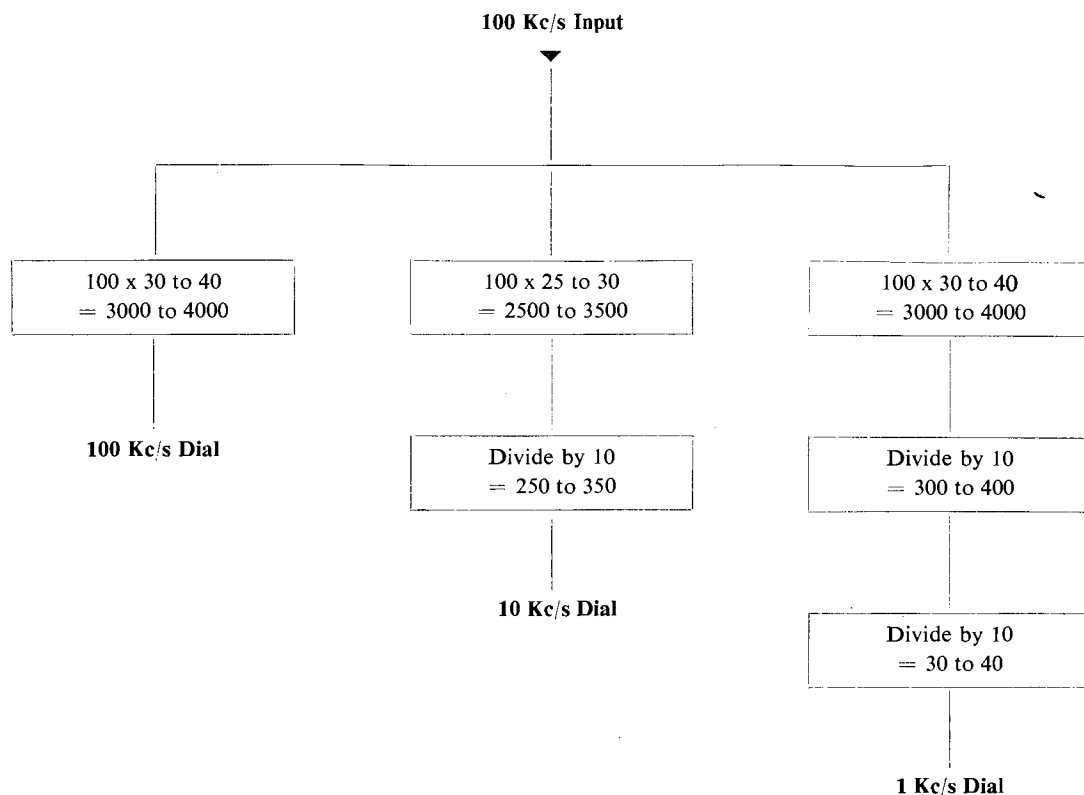 100 Kc/s Input
100 x 30 to 40
= 3000 to 4000
100 x 25 to 30
= 2500 to 3500
100 x 30 to 40
= 3000 to 4000
100 Kc/s Dial
Divide by 10
= 250 to 350
Divide by 10
= 300 to 400
10 Kc/s Dial
Divide by 10
= 30 to 40
1 Kc/s Dial